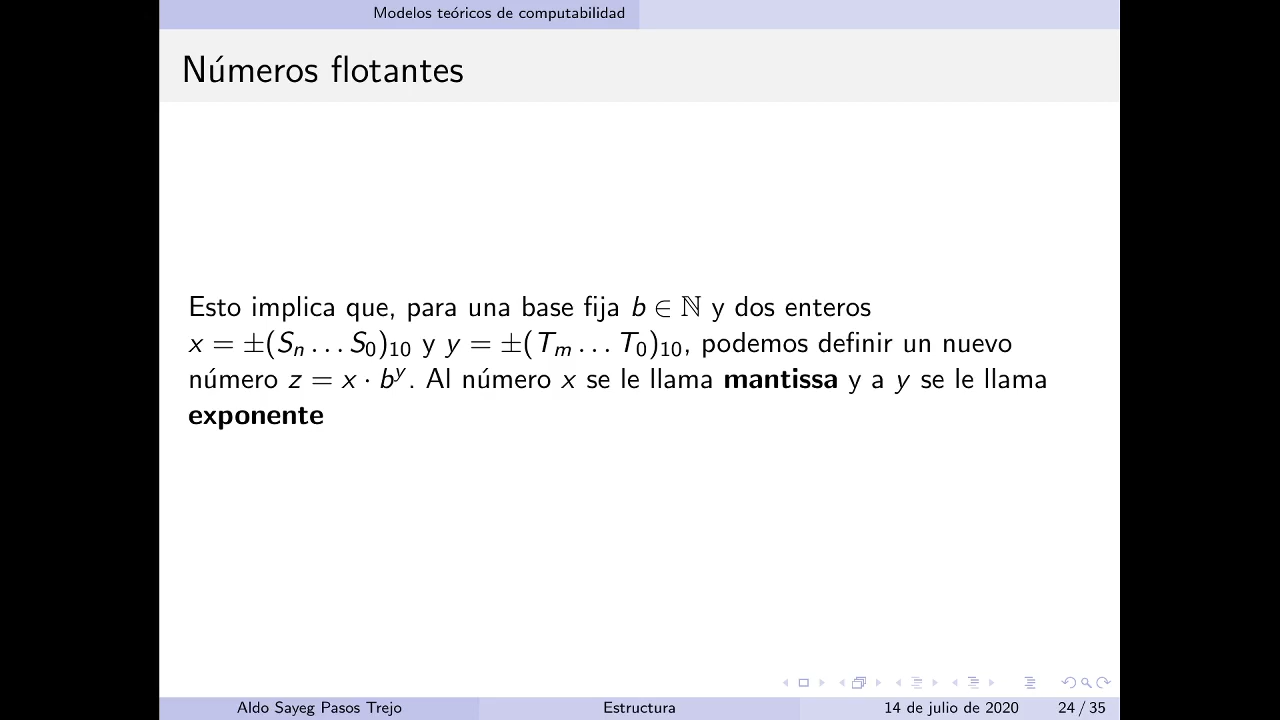 Modelos teóricos de computabilidad
Números flotantes
Esto implica que, para una base fija b ∈ ℕ y dos enteros
x = ±(Sₙ . . . S₀)₁₀ y y = ±(Tₘ . . . T₀)₁₀, podemos definir un nuevo
número z = x · bʸ. Al número x se le llama mantissa y a y se le llama
exponente
Aldo Sayeg Pasos Trejo Estructura 14 de julio de 2020 24 / 35